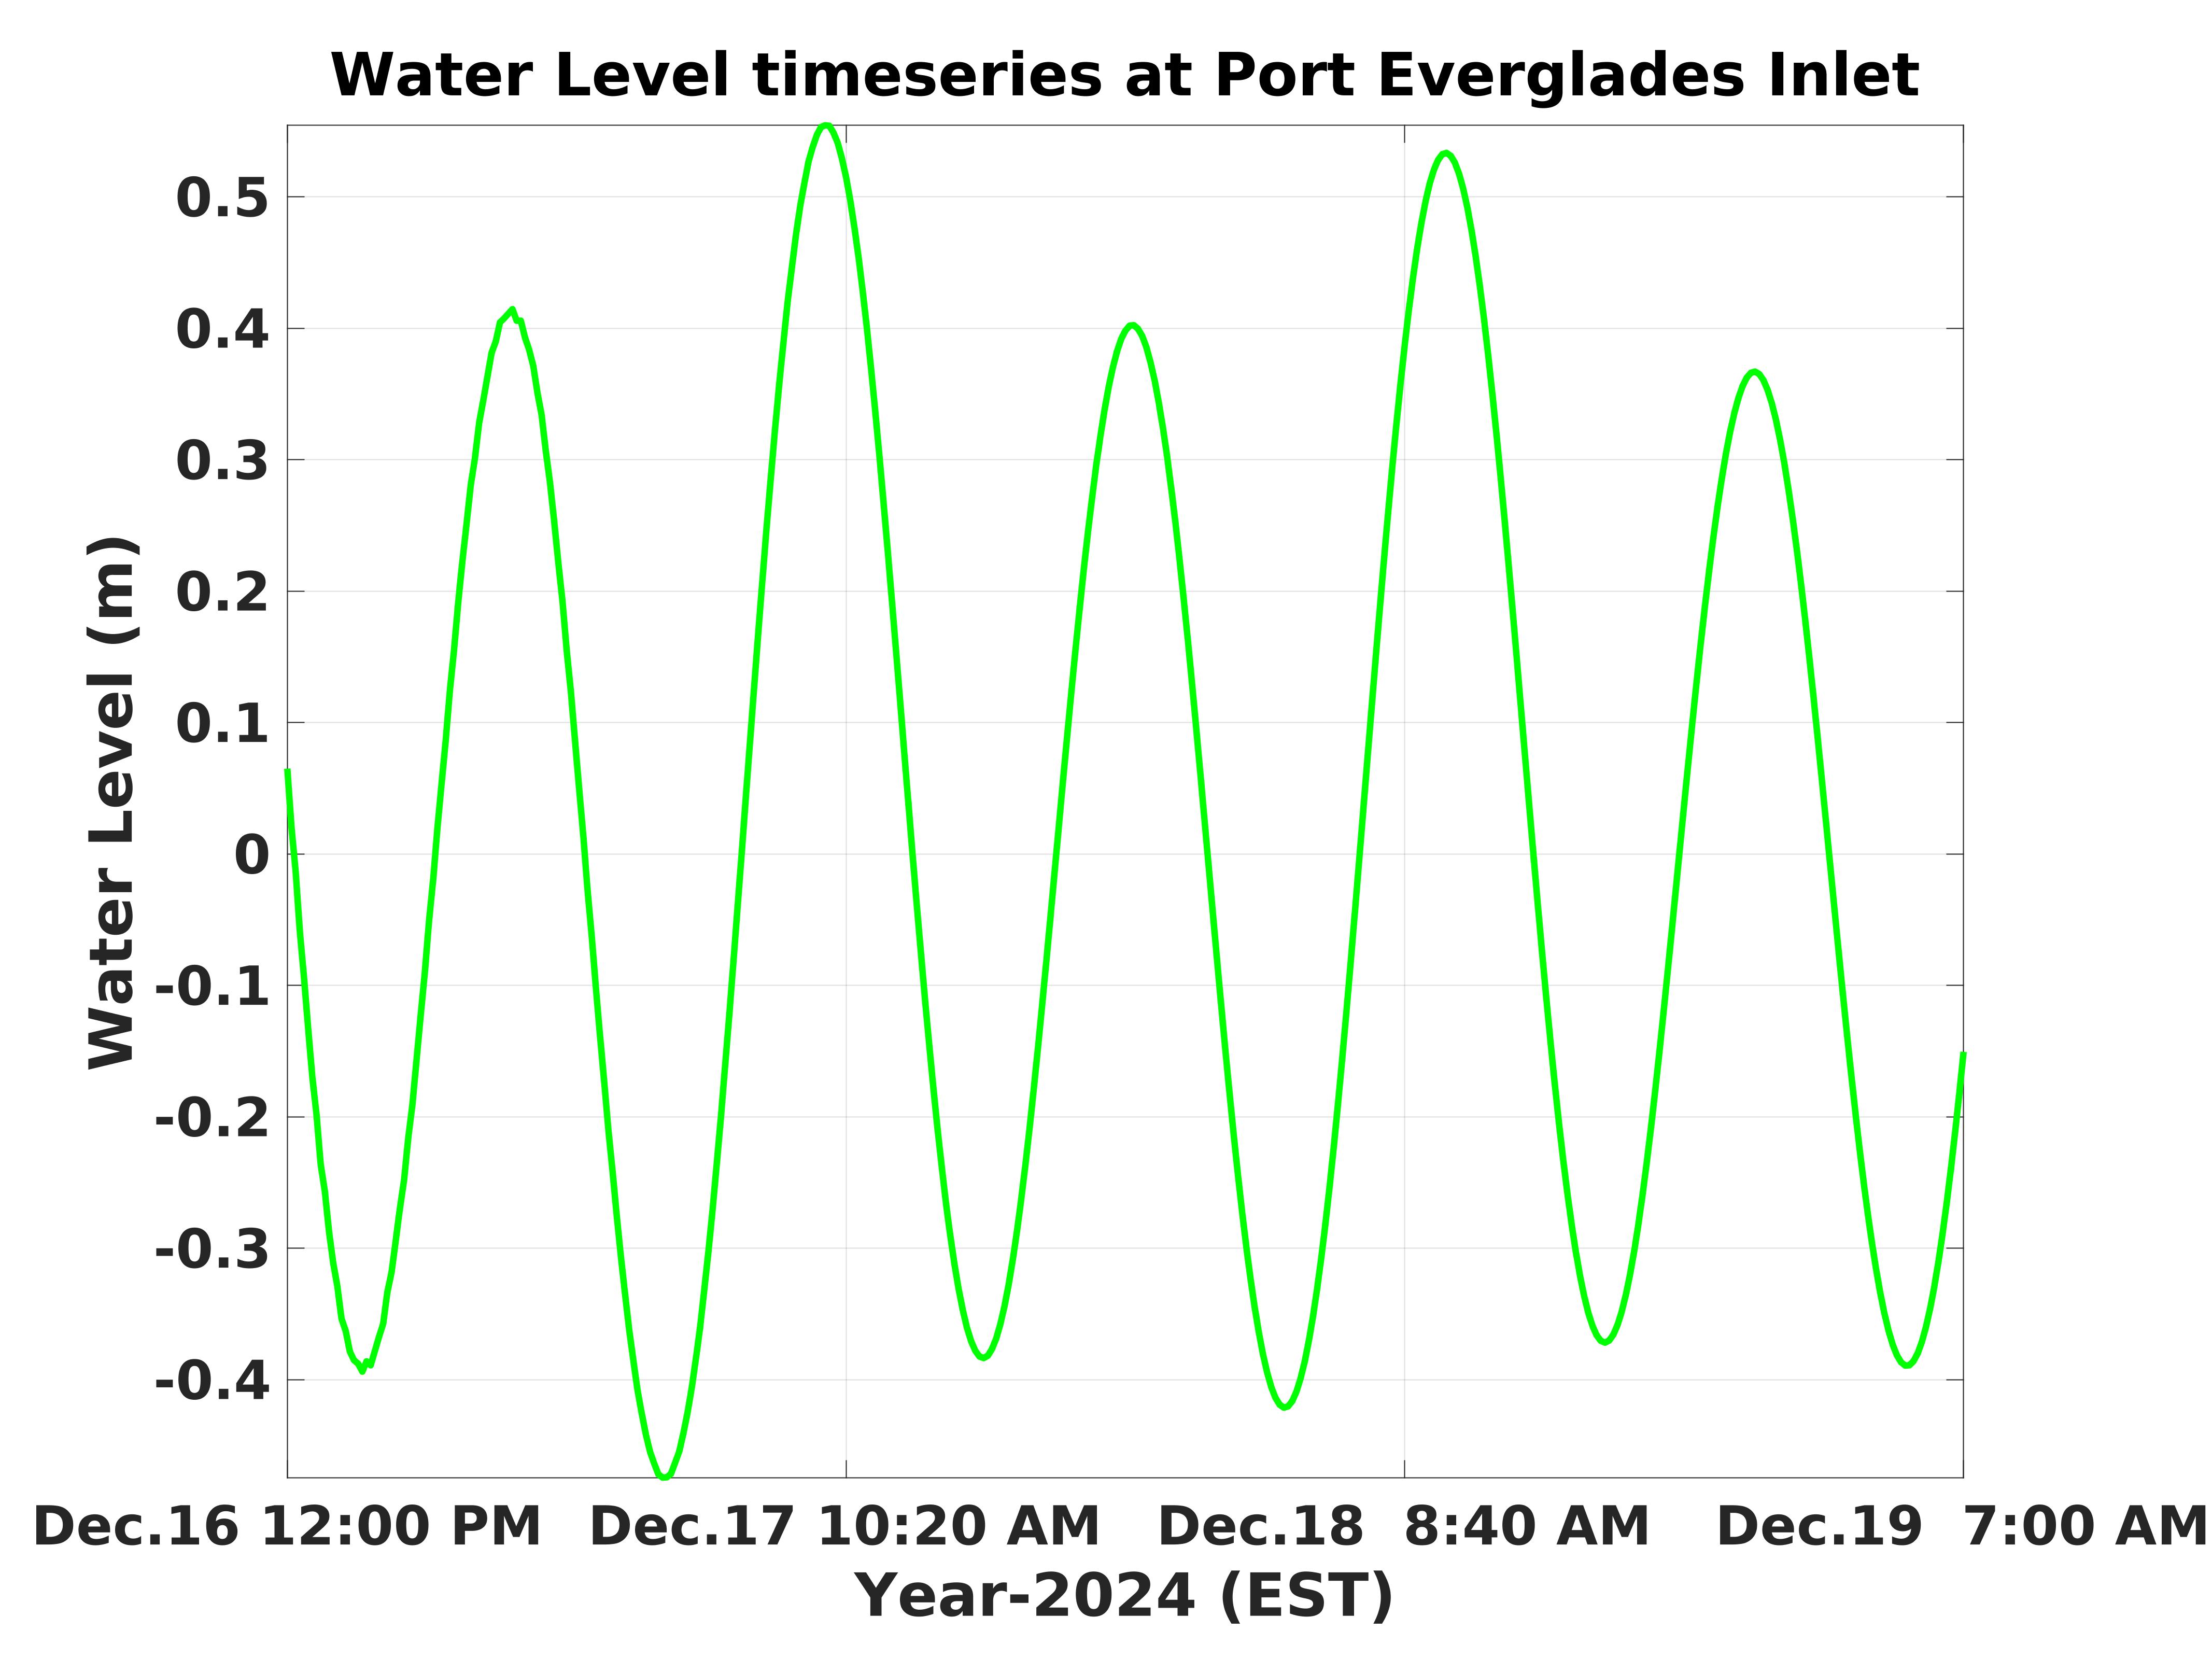 Water Level timeseries at Port Everglades Inlet
0.5
0.4
0.3
0.2
0.1
0
-0.1
-0.2
-0.3
-0.4
Water Level (m)
Dec.16 12:00 PM Dec.17 10:20 AM Dec.18 8:40 AM Dec.19 7:00 AM
Year-2024 (EST)